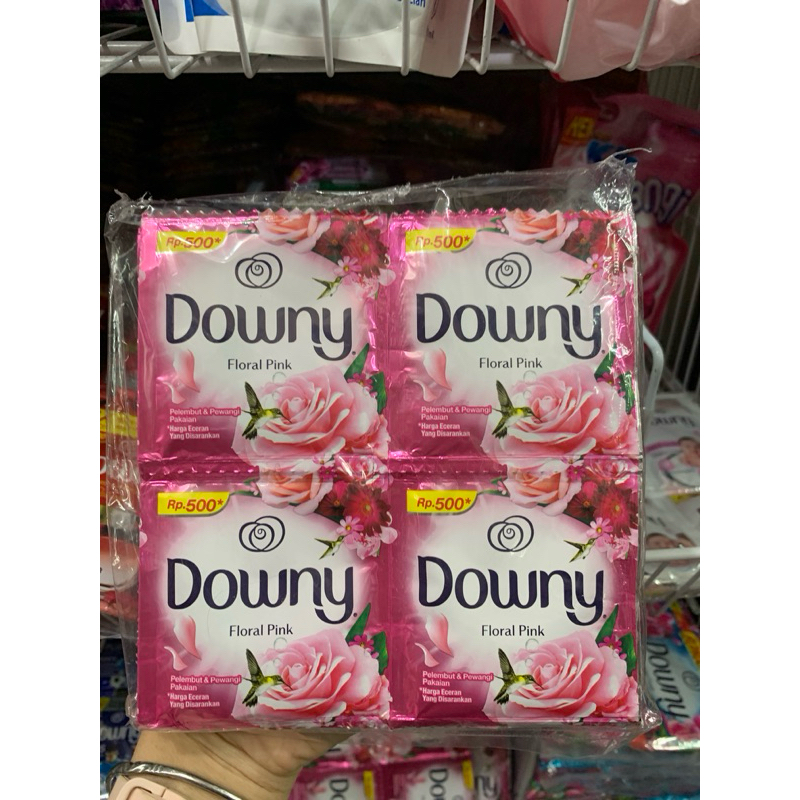 Rp.500*
Downy
Floral Pink
Pelembut & Pewangi
Pakaian
*Harga Eceran
Yang Disarankan
Rp.500*
Downy
Floral Pink
Pelembut & Pewangi
Pakaian
*Harga Eceran
Yang Disarankan
Rp.500*
Downy
Floral Pink
Pelembut & Pewangi
Pakaian
*Harga Eceran
Yang Disarankan
Rp.500*
Downy
Floral Pink
Pelembut & Pewangi
Pakaian
*Harga Eceran
Yang Disarankan